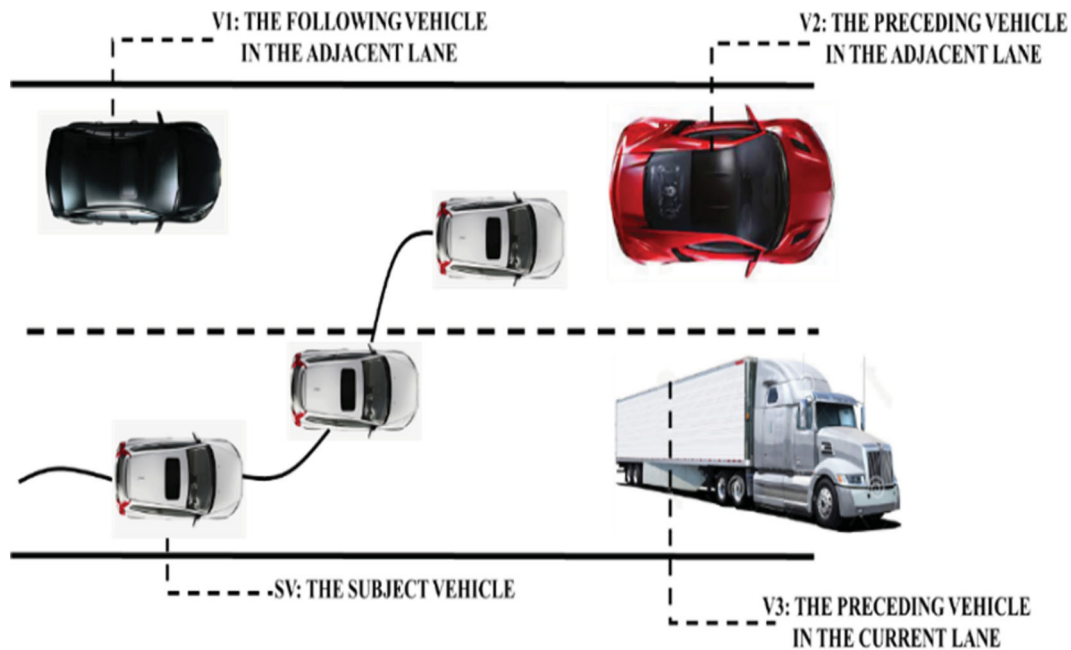 V1: THE FOLLOWING VEHICLE
IN THE ADJACENT LANE
V2: THE PRECEDING VEHICLE
IN THE ADJACENT LANE
SV: THE SUBJECT VEHICLE
V3: THE PRECEDING VEHICLE
IN THE CURRENT LANE